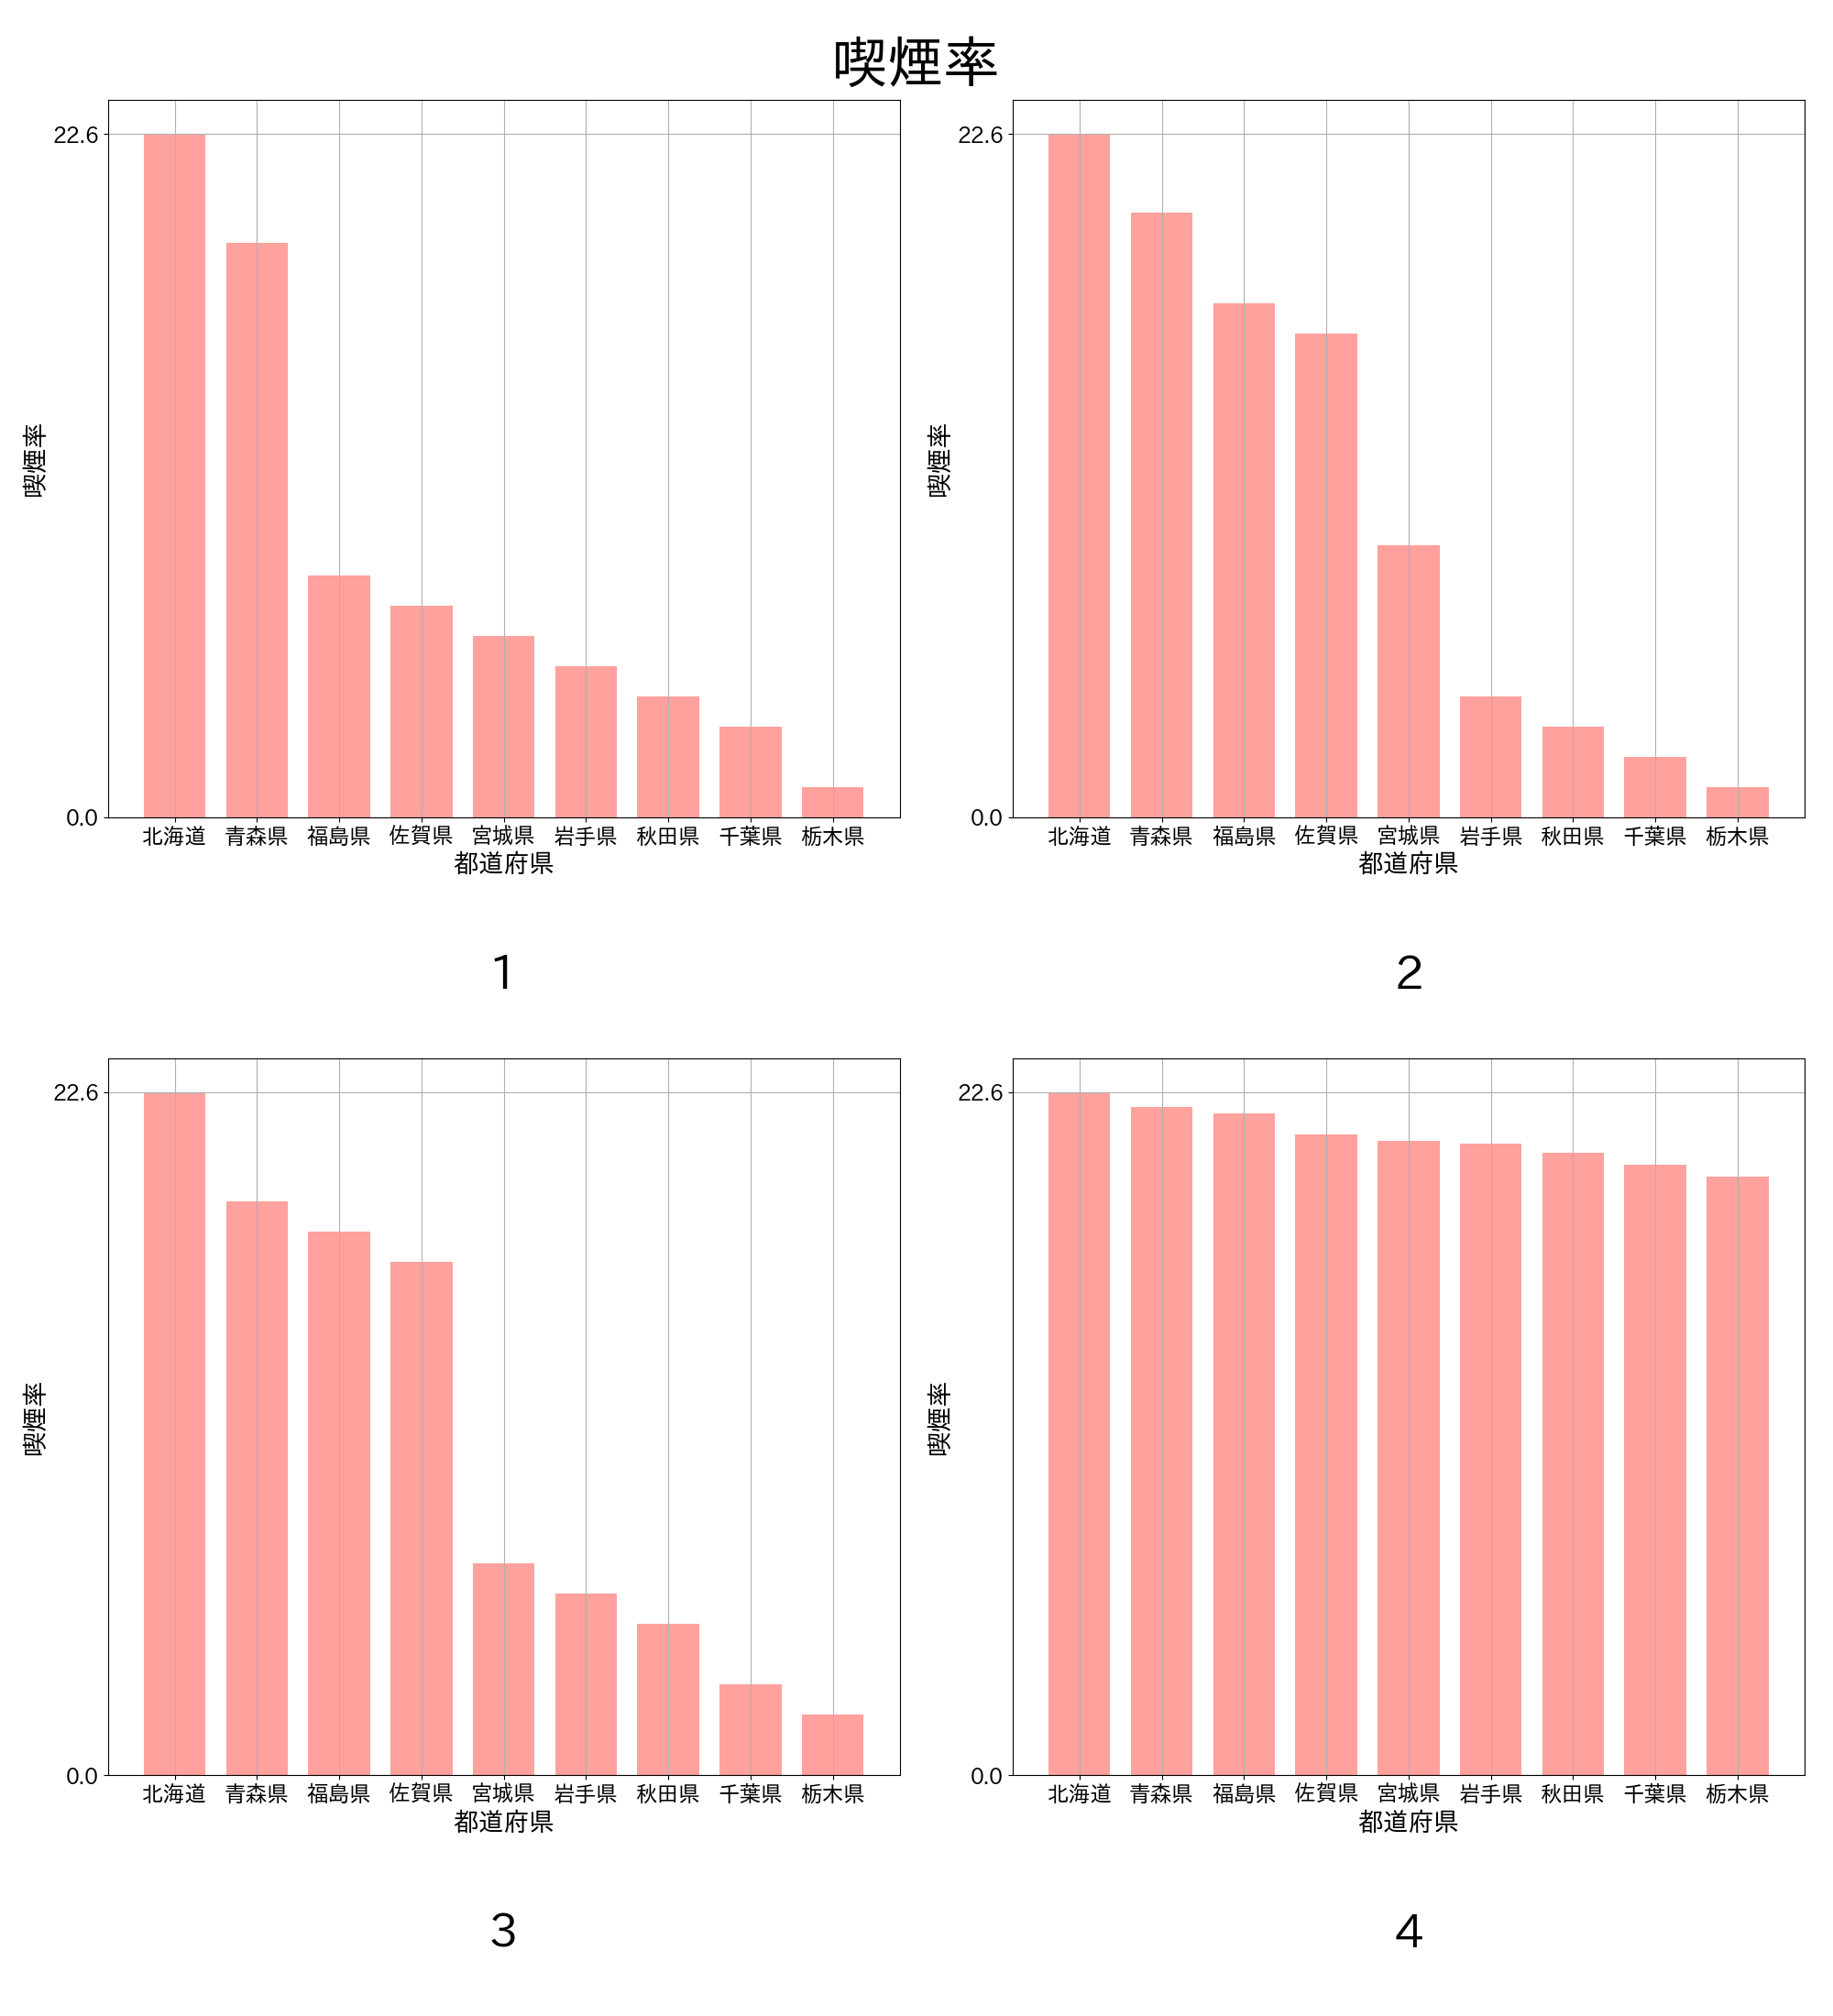 喫煙率
22.6
0.0
喫煙率
北海道 青森県 福島県 佐賀県 宮城県 岩手県 秋田県 千葉県 栃木県
都道府県
1
22.6
0.0
喫煙率
北海道 青森県 福島県 佐賀県 宮城県 岩手県 秋田県 千葉県 栃木県
都道府県
2
22.6
0.0
喫煙率
北海道 青森県 福島県 佐賀県 宮城県 岩手県 秋田県 千葉県 栃木県
都道府県
3
22.6
0.0
喫煙率
北海道 青森県 福島県 佐賀県 宮城県 岩手県 秋田県 千葉県 栃木県
都道府県
4